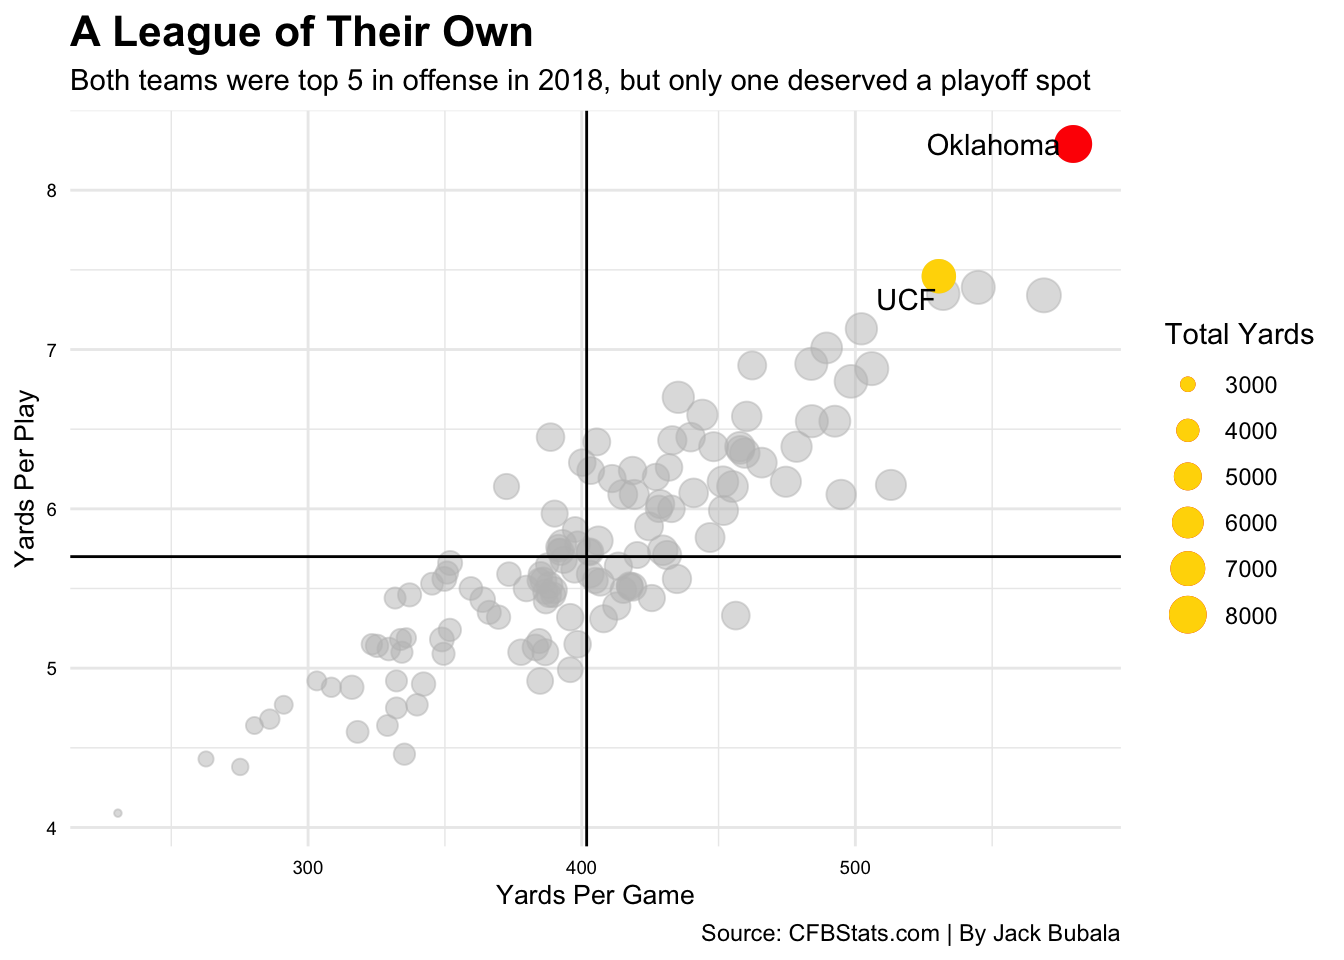 A League of Their Own
Both teams were top 5 in offense in 2018, but only one deserved a playoff spot
Oklahoma
UCF
8
7
6
5
4
Yards Per Play
300
400
500
Yards Per Game
Total Yards
3000
4000
5000
6000
7000
8000
Source: CFBStats.com | By Jack Bubala